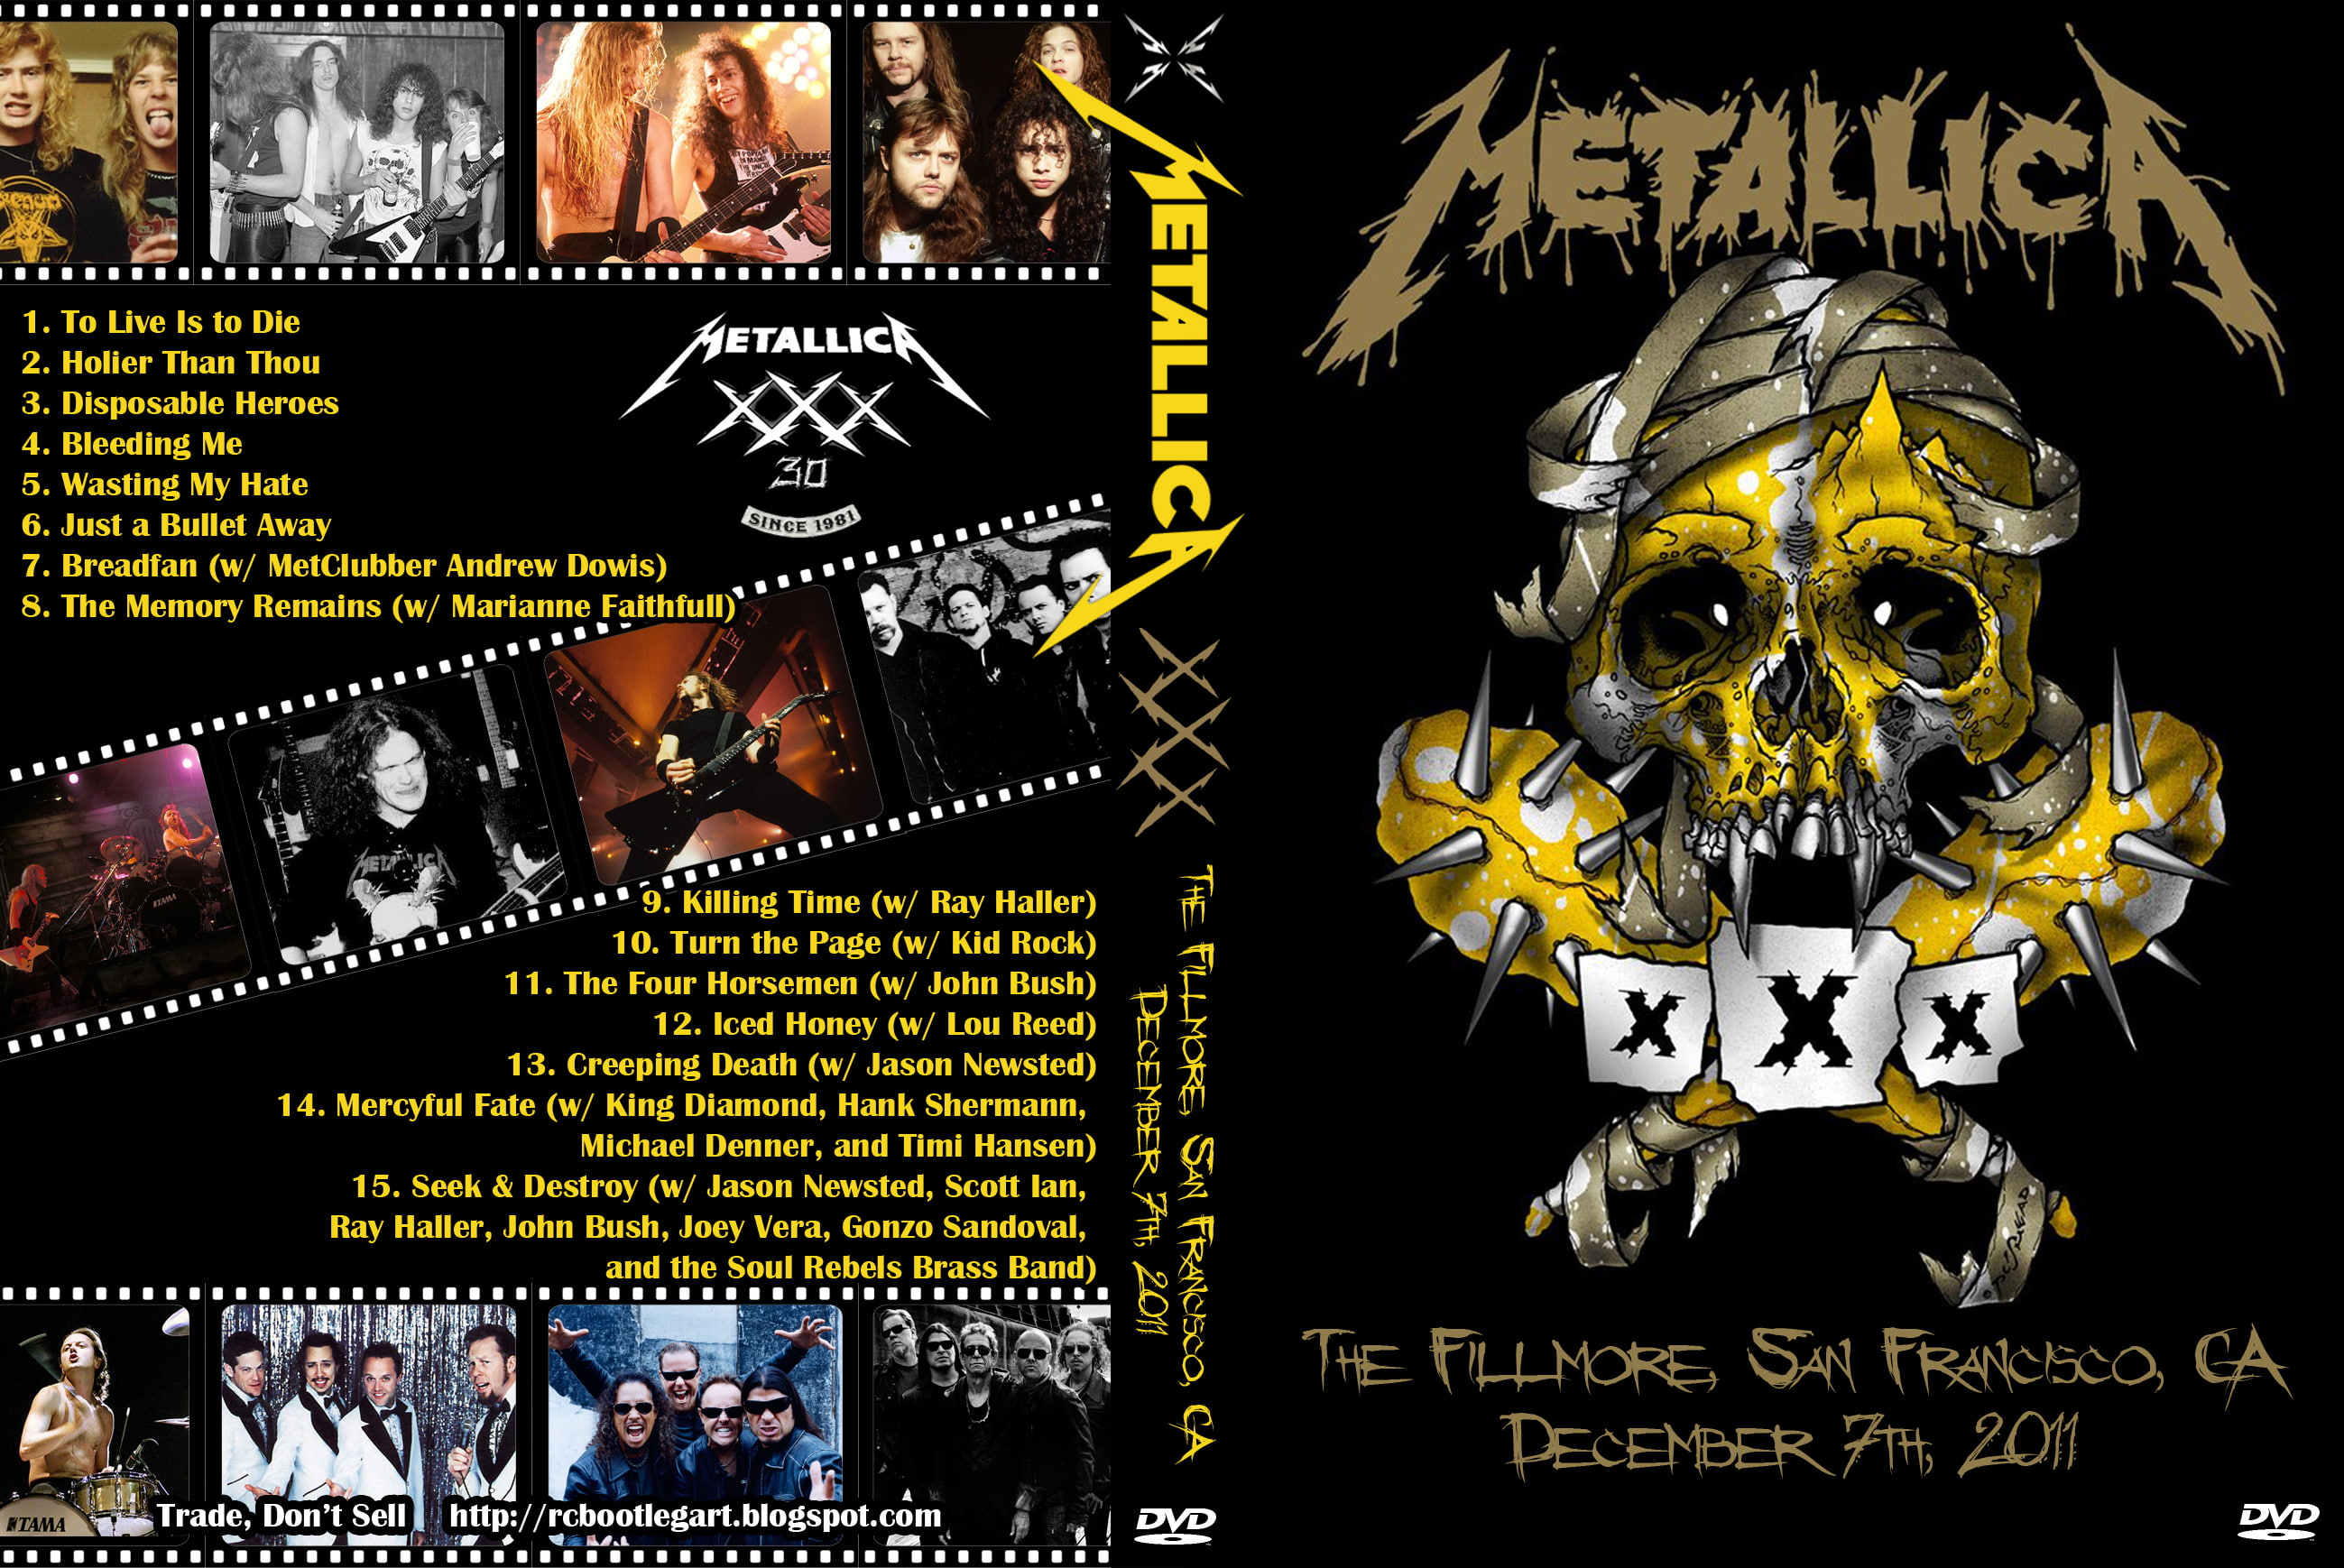 METALLICA
XXX
30
SINCE 1981
1. To Live Is to Die
2. Holier Than Thou
3. Disposable Heroes
4. Bleeding Me
5. Wasting My Hate
6. Just a Bullet Away
7. Breadfan (w/ MetClubber Andrew Dowis)
8. The Memory Remains (w/ Marianne Faithfull)
METALLICA
TAMA
9. Killing Time (w/ Ray Haller)
10. Turn the Page (w/ Kid Rock)
11. The Four Horsemen (w/ John Bush)
12. Iced Honey (w/ Lou Reed)
13. Creeping Death (w/ Jason Newsted)
14. Mercyful Fate (w/ King Diamond, Hank Shermann,
Michael Denner, and Timi Hansen)
15. Seek & Destroy (w/ Jason Newsted, Scott Ian,
Ray Haller, John Bush, Joey Vera, Gonzo Sandoval,
and the Soul Rebels Brass Band)
TAMA
Trade, Don't Sell http://rcbootlegart.blogspot.com
METALLICA
XXX
The Fillmore, San Francisco, CA
December 7th, 2011
DVD
METALLICA
X X X
The Fillmore, San Francisco, CA
December 7th, 2011
DVD